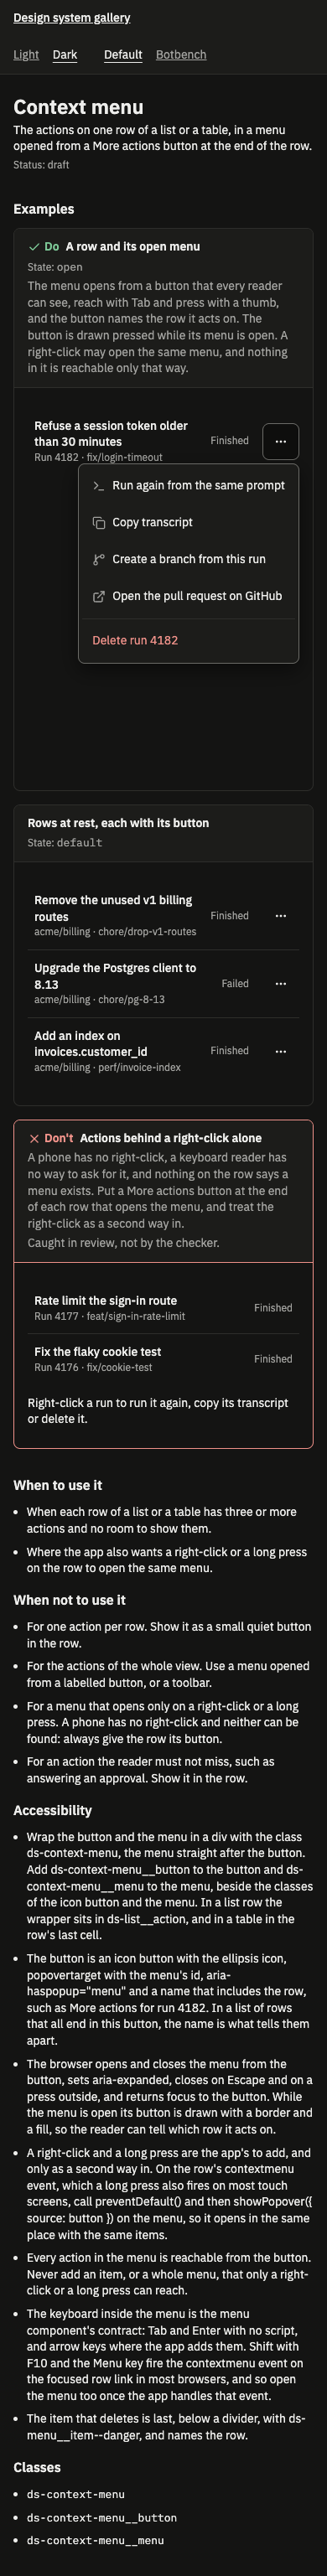 Design system gallery
Light Dark Default Botbench
Context menu
The actions on one row of a list or a table, in a menu
opened from a More actions button at the end of the row.
Status: draft
Examples
Do A row and its open menu
State: open
The menu opens from a button that every reader
can see, reach with Tab and press with a thumb,
and the button names the row it acts on. The
button is drawn pressed while its menu is open. A
right-click may open the same menu, and nothing
in it is reachable only that way.
Refuse a session token older
than 30 minutes
Finished
Run 4182 · fix/login-timeout
Run again from the same prompt
Copy transcript
Create a branch from this run
Open the pull request on GitHub
Delete run 4182
Rows at rest, each with its button
State: default
Remove the unused v1 billing
routes
Finished
acme/billing · chore/drop-v1-routes
Upgrade the Postgres client to
8.13
Failed
acme/billing · chore/pg-8-13
Add an index on
invoices.customer_id
Finished
acme/billing · perf/invoice-index
Don't Actions behind a right-click alone
A phone has no right-click, a keyboard reader has
no way to ask for it, and nothing on the row says a
menu exists. Put a More actions button at the end
of each row that opens the menu, and treat the
right-click as a second way in.
Caught in review, not by the checker.
Rate limit the sign-in route
Finished
Run 4177 · feat/sign-in-rate-limit
Fix the flaky cookie test
Finished
Run 4176 · fix/cookie-test
Right-click a run to run it again, copy its transcript
or delete it.
When to use it
• When each row of a list or a table has three or more
actions and no room to show them.
• Where the app also wants a right-click or a long press
on the row to open the same menu.
When not to use it
• For one action per row. Show it as a small quiet button
in the row.
• For the actions of the whole view. Use a menu opened
from a labelled button, or a toolbar.
• For a menu that opens only on a right-click or a long
press. A phone has no right-click and neither can be
found: always give the row its button.
• For an action the reader must not miss, such as
answering an approval. Show it in the row.
Accessibility
• Wrap the button and the menu in a div with the class
ds-context-menu, the menu straight after the button.
Add ds-context-menu__button to the button and ds-
context-menu__menu to the menu, beside the classes
of the icon button and the menu. In a list row the
wrapper sits in ds-list__action, and in a table in the
row's last cell.
• The button is an icon button with the ellipsis icon,
popovertarget with the menu's id, aria-
haspopup="menu" and a name that includes the row,
such as More actions for run 4182. In a list of rows
that all end in this button, the name is what tells them
apart.
• The browser opens and closes the menu from the
button, sets aria-expanded, closes on Escape and on a
press outside, and returns focus to the button. While
the menu is open its button is drawn with a border and
a fill, so the reader can tell which row it acts on.
• A right-click and a long press are the app's to add, and
only as a second way in. On the row's contextmenu
event, which a long press also fires on most touch
screens, call preventDefault() and then showPopover({
source: button }) on the menu, so it opens in the same
place with the same items.
• Every action in the menu is reachable from the button.
Never add an item, or a whole menu, that only a right-
click or a long press can reach.
• The keyboard inside the menu is the menu
component's contract: Tab and Enter with no script,
and arrow keys where the app adds them. Shift with
F10 and the Menu key fire the contextmenu event on
the focused row link in most browsers, and so open
the menu too once the app handles that event.
• The item that deletes is last, below a divider, with ds-
menu__item--danger, and names the row.
Classes
• ds-context-menu
• ds-context-menu__button
• ds-context-menu__menu